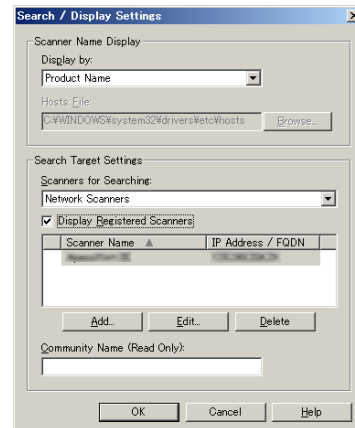 Search / Display Settings
Scanner Name Display
Display by:
Product Name
Hosts File:
C:¥WINDOWS¥system32¥drivers¥etc¥hosts
Browse...
Search Target Settings
Scanners for Searching:
Network Scanners
Display Registered Scanners
Scanner Name IP Address / FQDN
Add... Edit... Delete
Community Name (Read Only):
OK Cancel Help